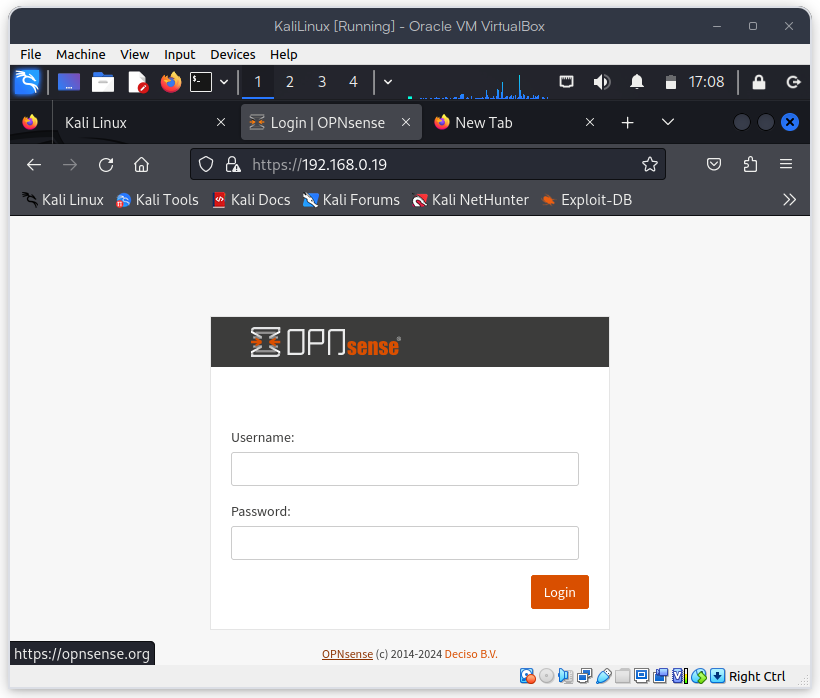 KaliLinux [Running] - Oracle VM VirtualBox
File Machine View Input Devices Help
1 2 3 4 17:08
Kali Linux Login | OPNsense New Tab
https://192.168.0.19
Kali Linux Kali Tools Kali Docs Kali Forums Kali NetHunter Exploit-DB
OPNsense
Username:
Password:
Login
OPNsense (c) 2014-2024 Deciso B.V.
https://opnsense.org
Right Ctrl